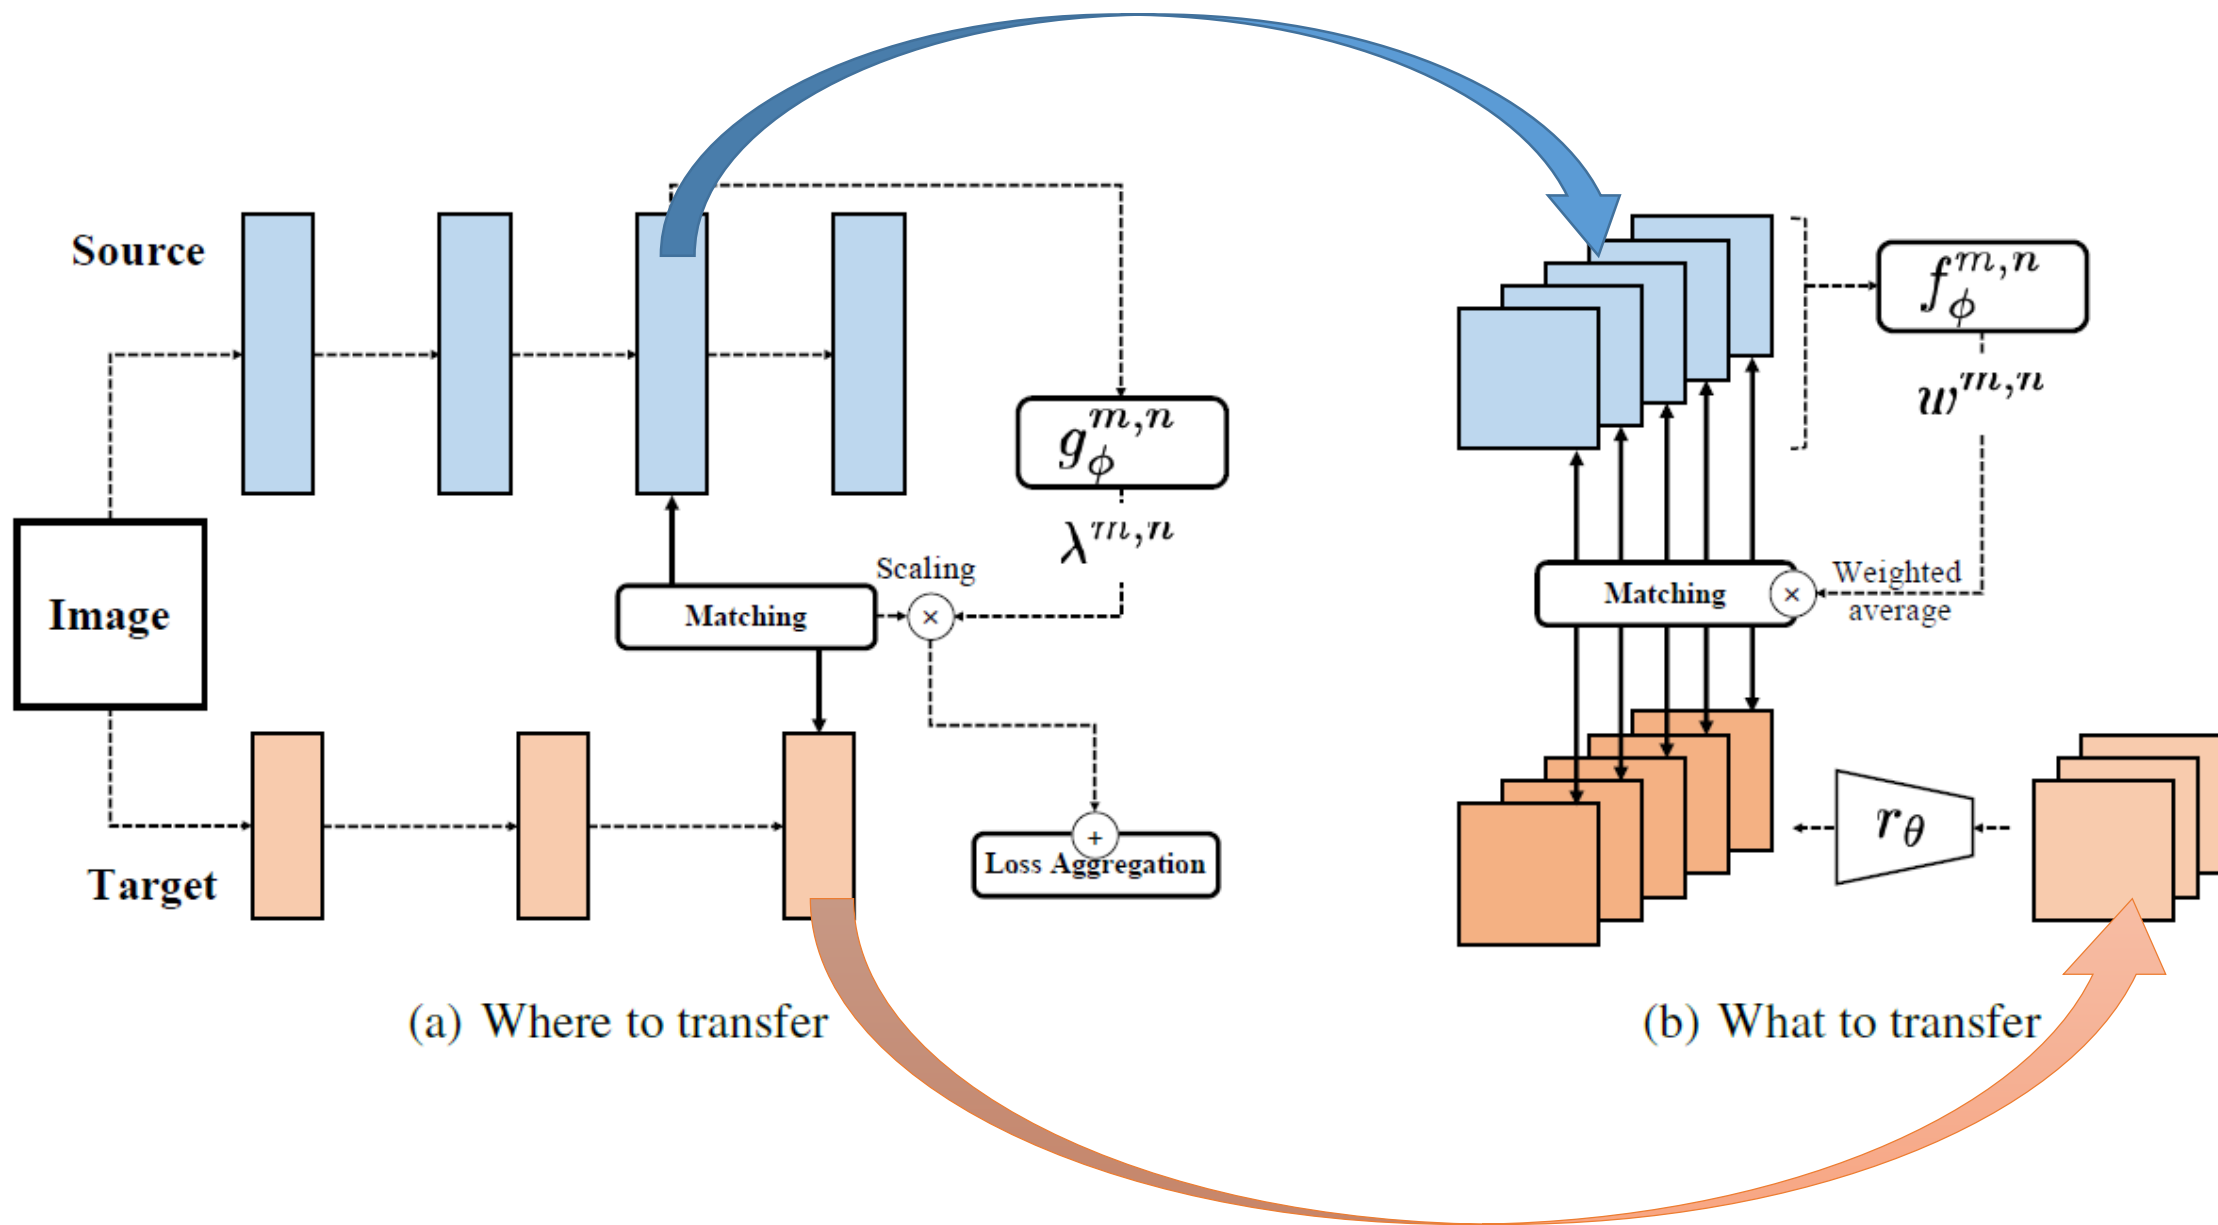 Source
Image
Target
Matching
Scaling
×
g_ϕ^{m,n}
λ^{m,n}
+
Loss Aggregation
(a) Where to transfer
f_ϕ^{m,n}
w^{m,n}
Matching
×
Weighted
average
r_θ
(b) What to transfer